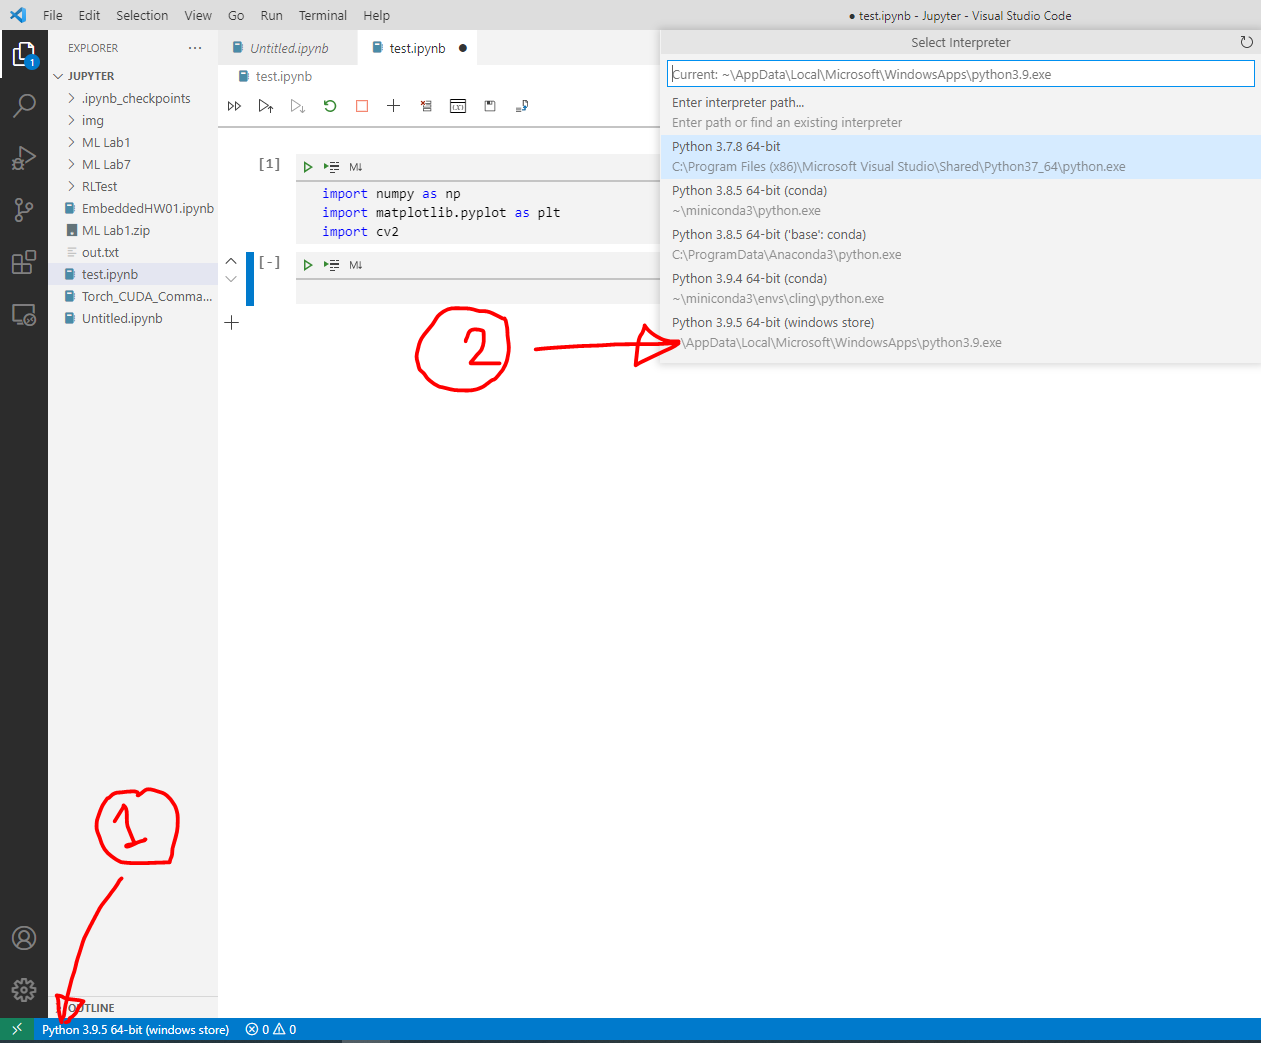 File Edit Selection View Go Run Terminal Help
● test.ipynb - Jupyter - Visual Studio Code
EXPLORER ...
1
JUPYTER
.ipynb_checkpoints
img
ML Lab1
ML Lab7
RLTest
EmbeddedHW01.ipynb
ML Lab1.zip
out.txt
test.ipynb
Torch_CUDA_Comma...
Untitled.ipynb
Untitled.ipynb
test.ipynb ●
test.ipynb
[1]
M↓
import numpy as np
import matplotlib.pyplot as plt
import cv2
[-]
M↓
Select Interpreter
Current: ~\AppData\Local\Microsoft\WindowsApps\python3.9.exe
Enter interpreter path...
Enter path or find an existing interpreter
Python 3.7.8 64-bit
C:\Program Files (x86)\Microsoft Visual Studio\Shared\Python37_64\python.exe
Python 3.8.5 64-bit (conda)
~\miniconda3\python.exe
Python 3.8.5 64-bit ('base': conda)
C:\ProgramData\Anaconda3\python.exe
Python 3.9.4 64-bit (conda)
~\miniconda3\envs\cling\python.exe
Python 3.9.5 64-bit (windows store)
\AppData\Local\Microsoft\WindowsApps\python3.9.exe
2
1
OUTLINE
Python 3.9.5 64-bit (windows store) 0 0